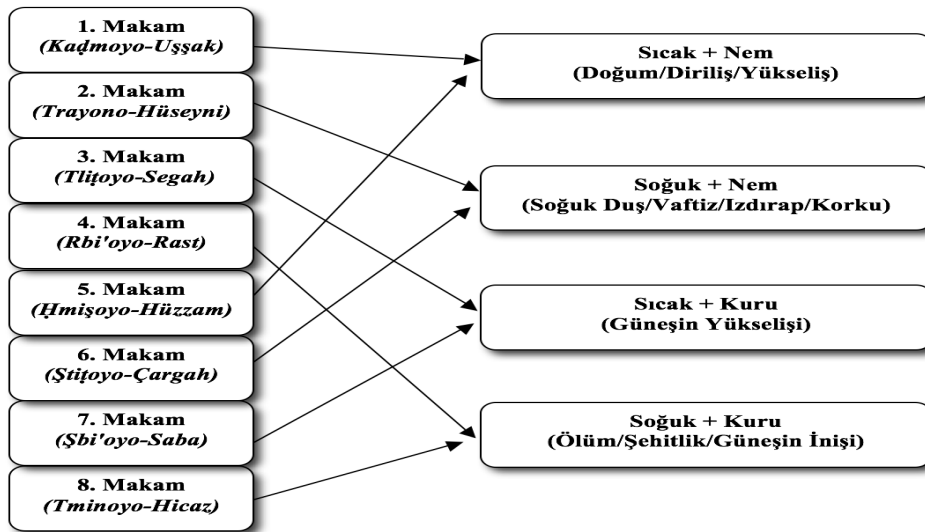 1. Makam
(Kaḍmoyo-Uşşak)
2. Makam
(Trayono-Hüseyni)
3. Makam
(Tliṭoyo-Segah)
4. Makam
(Rbi'oyo-Rast)
5. Makam
(Ḥmişoyo-Hüzzam)
6. Makam
(Ştiṭoyo-Çargah)
7. Makam
(Şbi'oyo-Saba)
8. Makam
(Tminoyo-Hicaz)
Sıcak + Nem
(Doğum/Diriliş/Yükseliş)
Soğuk + Nem
(Soğuk Duş/Vaftiz/Izdırap/Korku)
Sıcak + Kuru
(Güneşin Yükselişi)
Soğuk + Kuru
(Ölüm/Şehitlik/Güneşin İnişi)